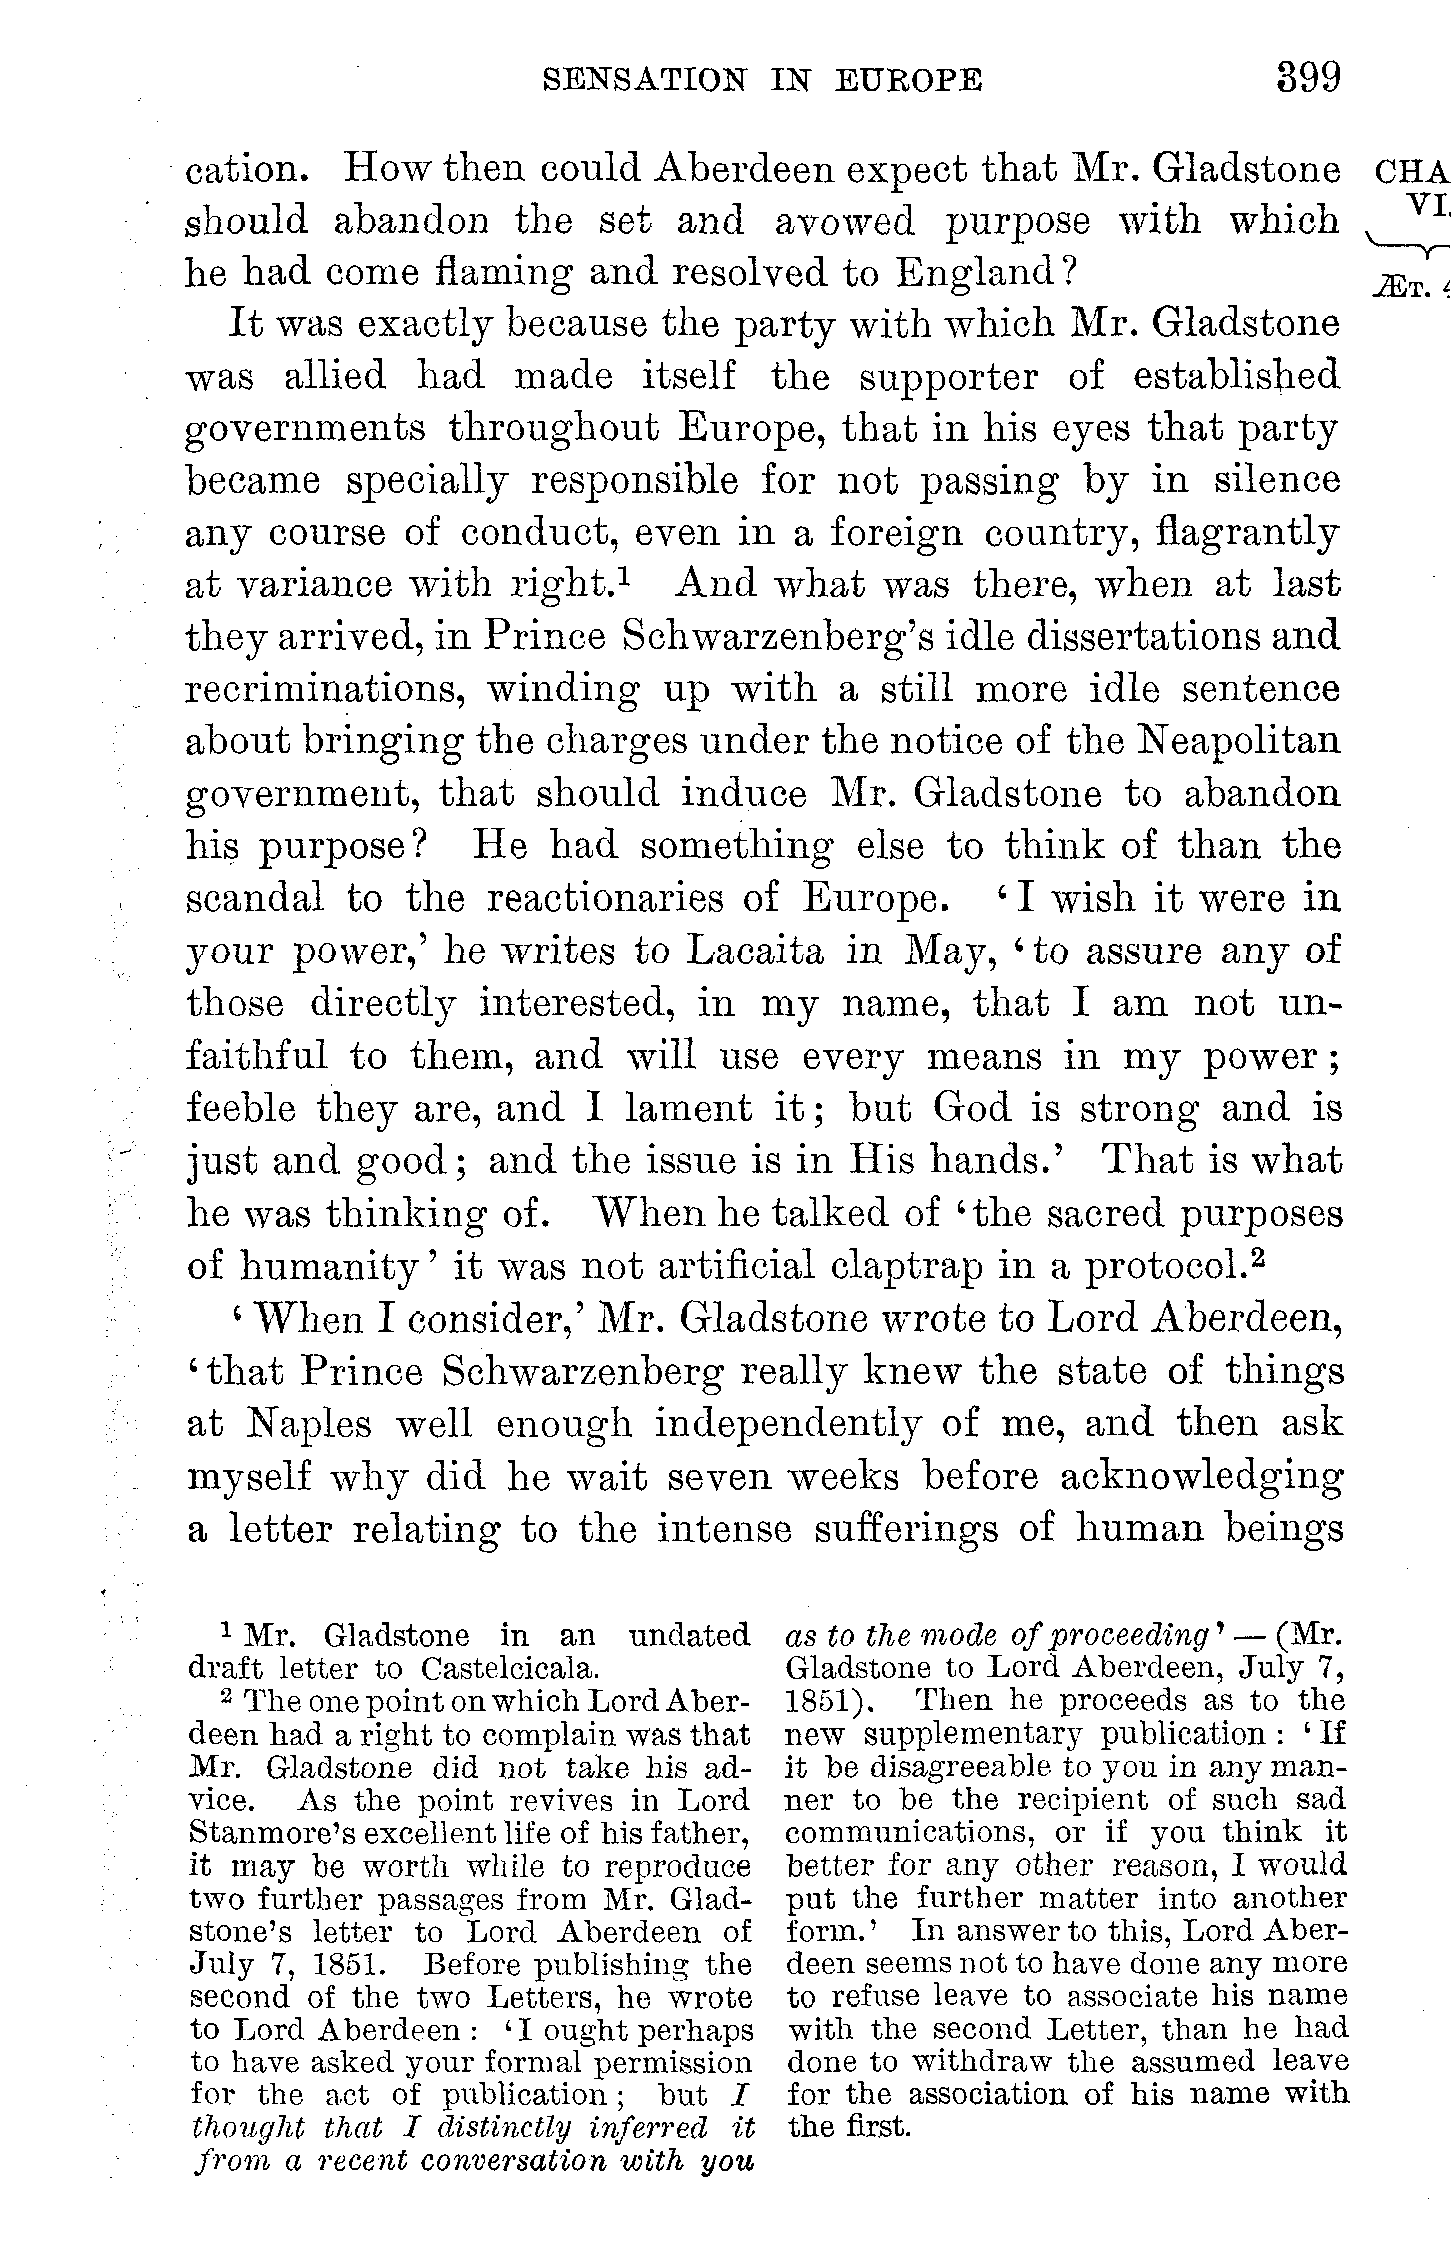 SENSATION IN EUROPE 399
cation. How then could Aberdeen expect that Mr. Gladstone
should abandon the set and avowed purpose with which
he had come flaming and resolved to England?
It was exactly because the party with which Mr. Gladstone
was allied had made itself the supporter of established
governments throughout Europe, that in his eyes that party
became specially responsible for not passing by in silence
any course of conduct, even in a foreign country, flagrantly
at variance with right.¹ And what was there, when at last
they arrived, in Prince Schwarzenberg's idle dissertations and
recriminations, winding up with a still more idle sentence
about bringing the charges under the notice of the Neapolitan
government, that should induce Mr. Gladstone to abandon
his purpose? He had something else to think of than the
scandal to the reactionaries of Europe. ‘I wish it were in
your power,’ he writes to Lacaita in May, ‘to assure any of
those directly interested, in my name, that I am not un-
faithful to them, and will use every means in my power;
feeble they are, and I lament it; but God is strong and is
just and good; and the issue is in His hands.’ That is what
he was thinking of. When he talked of ‘the sacred purposes
of humanity’ it was not artificial claptrap in a protocol.²
‘When I consider,’ Mr. Gladstone wrote to Lord Aberdeen,
‘that Prince Schwarzenberg really knew the state of things
at Naples well enough independently of me, and then ask
myself why did he wait seven weeks before acknowledging
a letter relating to the intense sufferings of human beings
CHA
VI.
ÆT.
¹ Mr. Gladstone in an undated
draft letter to Castelcicala.
² The one point on which Lord Aber-
deen had a right to complain was that
Mr. Gladstone did not take his ad-
vice. As the point revives in Lord
Stanmore's excellent life of his father,
it may be worth while to reproduce
two further passages from Mr. Glad-
stone's letter to Lord Aberdeen of
July 7, 1851. Before publishing the
second of the two Letters, he wrote
to Lord Aberdeen: ‘I ought perhaps
to have asked your formal permission
for the act of publication; but I
thought that I distinctly inferred it
from a recent conversation with you
as to the mode of proceeding’ — (Mr.
Gladstone to Lord Aberdeen, July 7,
1851). Then he proceeds as to the
new supplementary publication: ‘If
it be disagreeable to you in any man-
ner to be the recipient of such sad
communications, or if you think it
better for any other reason, I would
put the further matter into another
form.’ In answer to this, Lord Aber-
deen seems not to have done any more
to refuse leave to associate his name
with the second Letter, than he had
done to withdraw the assumed leave
for the association of his name with
the first.